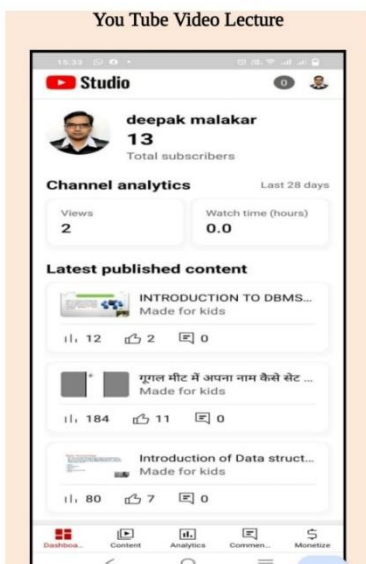 You Tube Video Lecture
15:33
Studio
0
deepak malakar
13
Total subscribers
Channel analytics
Last 28 days
Views
2
Watch time (hours)
0.0
Latest published content
INTRODUCTION TO DBMS...
Made for kids
12 2 0
गूगल मीट में अपना नाम कैसे सेट ...
Made for kids
184 11 0
Introduction of Data struct...
Made for kids
80 7 0
Dashboa... Content Analytics Commen... Monetize